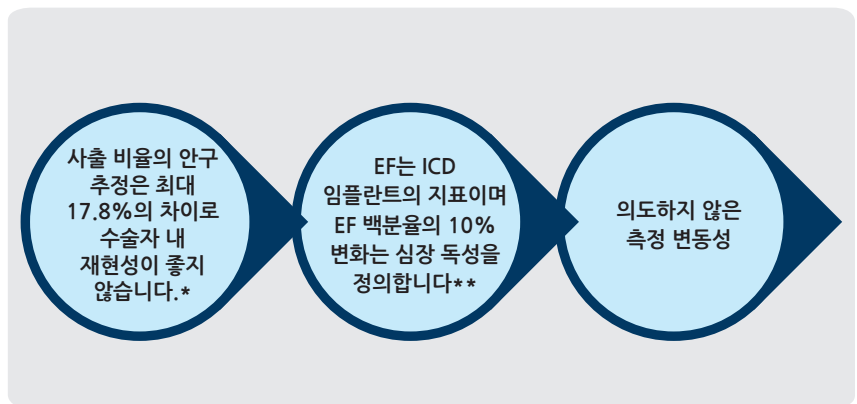 사출 비율의 안구
추정은 최대
17.8%의 차이로
수술자 내
재현성이 좋지
않습니다.*
EF는 ICD
임플란트의 지표이며
EF 백분율의 10%
변화는 심장 독성을
정의합니다**
의도하지 않은
측정 변동성